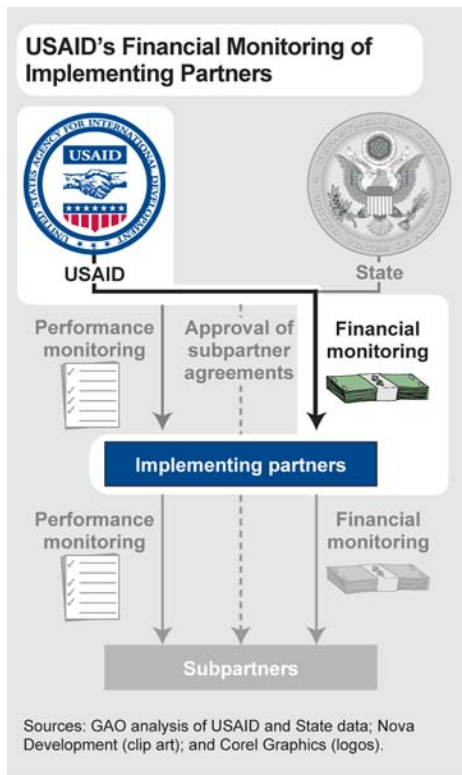 USAID's Financial Monitoring of
Implementing Partners
UNITED STATES AGENCY FOR INTERNATIONAL DEVELOPMENT
USAID
USAID
State
Performance
monitoring
Approval of
subpartner
agreements
Financial
monitoring
Implementing partners
Performance
monitoring
Financial
monitoring
Subpartners
Sources: GAO analysis of USAID and State data; Nova
Development (clip art); and Corel Graphics (logos).